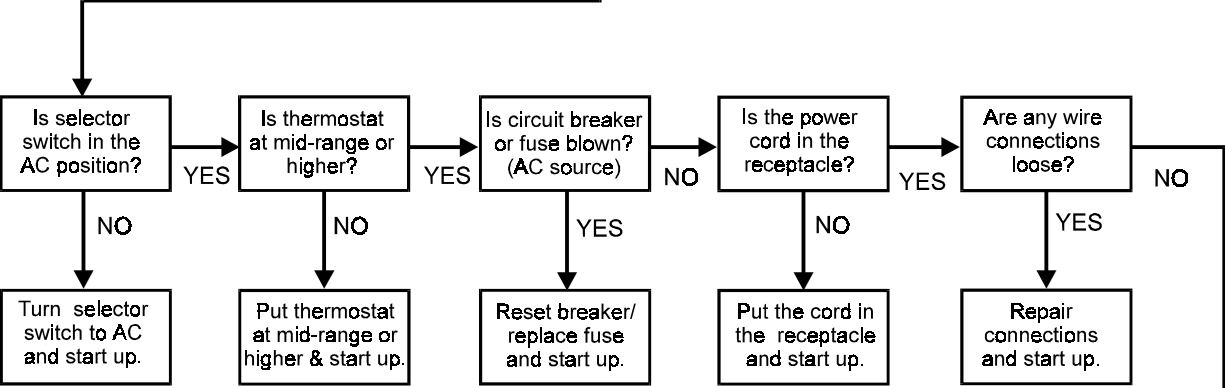 Is selector
switch in the
AC position?
YES
NO
Turn selector
switch to AC
and start up.
Is thermostat
at mid-range or
higher?
YES
NO
Put thermostat
at mid-range or
higher & start up.
Is circuit breaker
or fuse blown?
(AC source)
NO
YES
Reset breaker/
replace fuse
and start up.
Is the power
cord in the
receptacle?
YES
NO
Put the cord in
the receptacle
and start up.
Are any wire
connections
loose?
NO
YES
Repair
connections
and start up.